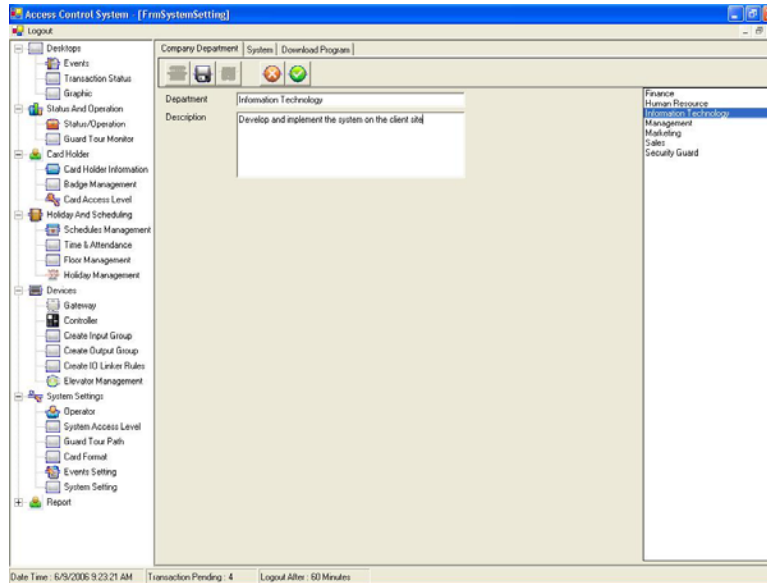 Access Control System - [FrmSystemSetting]
Logout
Desktops
Events
Transaction Status
Graphic
Status And Operation
Status/Operation
Guard Tour Monitor
Card Holder
Card Holder Information
Badge Management
Card Access Level
Holiday And Scheduling
Schedules Management
Time & Attendance
Floor Management
Holiday Management
Devices
Gateway
Controller
Create Input Group
Create Output Group
Create IO Linker Rules
Elevator Management
System Settings
Operator
System Access Level
Guard Tour Path
Card Format
Events Setting
System Setting
Report
Company Department System Download Program
Department Information Technology
Description Develop and implement the system on the client site
Finance
Human Resource
Information Technology
Management
Marketing
Sales
Security Guard
Date Time : 6/9/2006 9:23:21 AM Transaction Pending : 4 Logout After : 60 Minutes